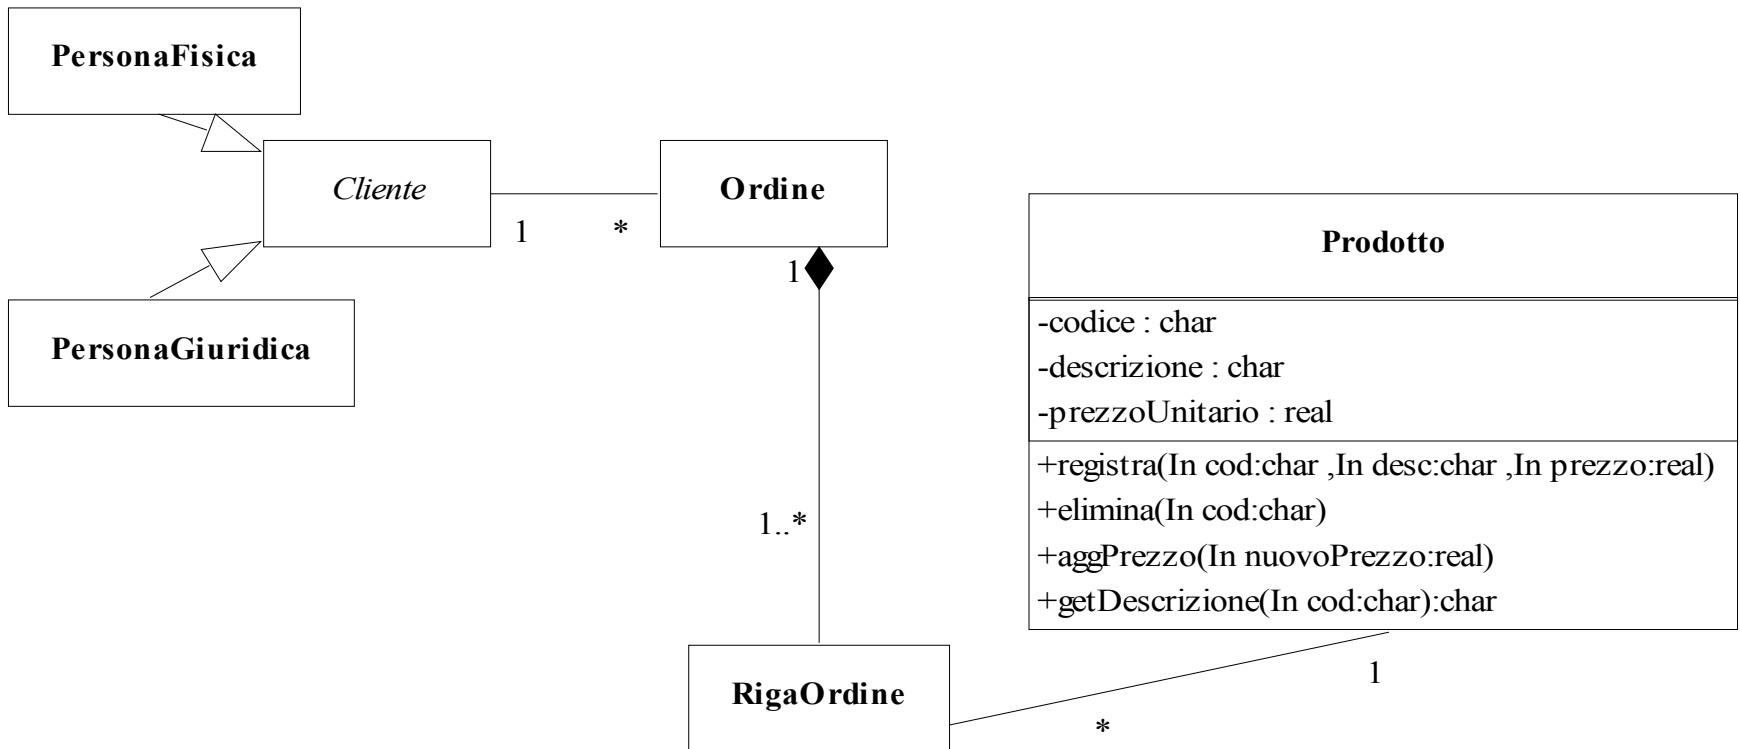 PersonaFisica
Cliente
1
*
Ordine
1
PersonaGiuridica
Prodotto
-codice : char
-descrizione : char
-prezzoUnitario : real
+registra(In cod:char ,In desc:char ,In prezzo:real)
+elimina(In cod:char)
+aggPrezzo(In nuovoPrezzo:real)
+getDescrizione(In cod:char):char
1..*
RigaOrdine
1
*